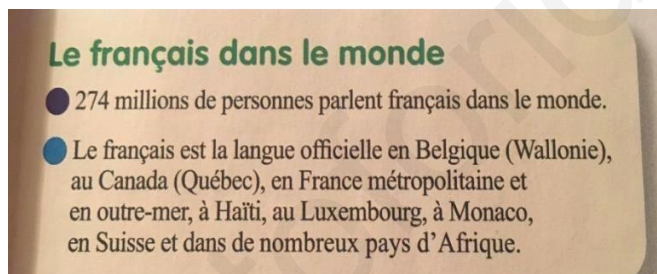 Le français dans le monde
274 millions de personnes parlent français dans le monde.
Le français est la langue officielle en Belgique (Wallonie),
au Canada (Québec), en France métropolitaine et
en outre-mer, à Haïti, au Luxembourg, à Monaco,
en Suisse et dans de nombreux pays d’Afrique.